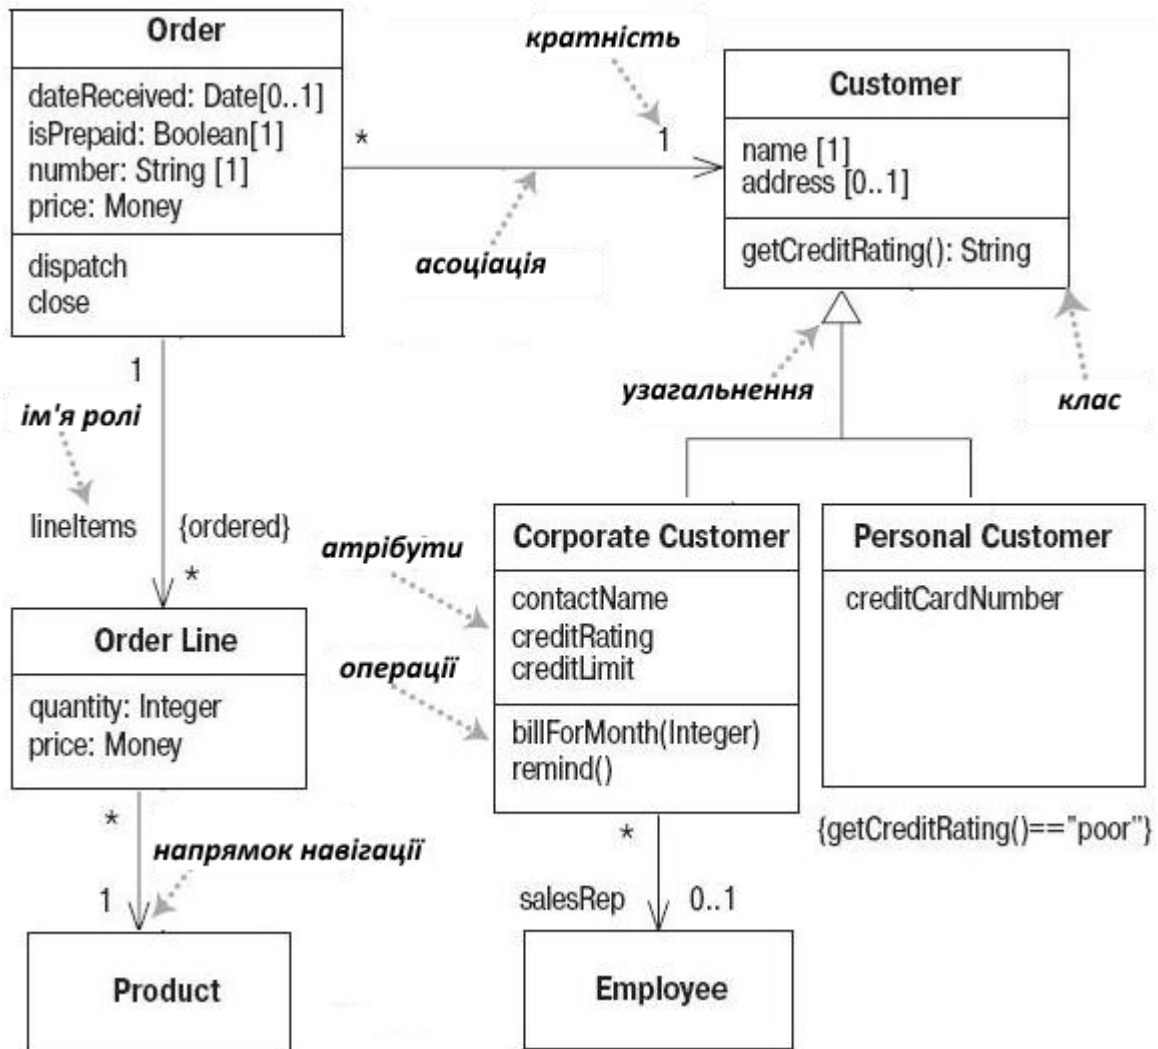 Order
dateReceived: Date[0..1]
isPrepaid: Boolean[1]
number: String [1]
price: Money
dispatch
close
кратність
*
1
асоціація
Customer
name [1]
address [0..1]
getCreditRating(): String
узагальнення
клас
1
ім'я ролі
lineItems
{ordered}
*
Order Line
quantity: Integer
price: Money
атрібути
операції
Corporate Customer
contactName
creditRating
creditLimit
billForMonth(Integer)
remind()
Personal Customer
creditCardNumber
{getCreditRating()=="poor"}
*
напрямок навігації
1
Product
*
salesRep
0..1
Employee